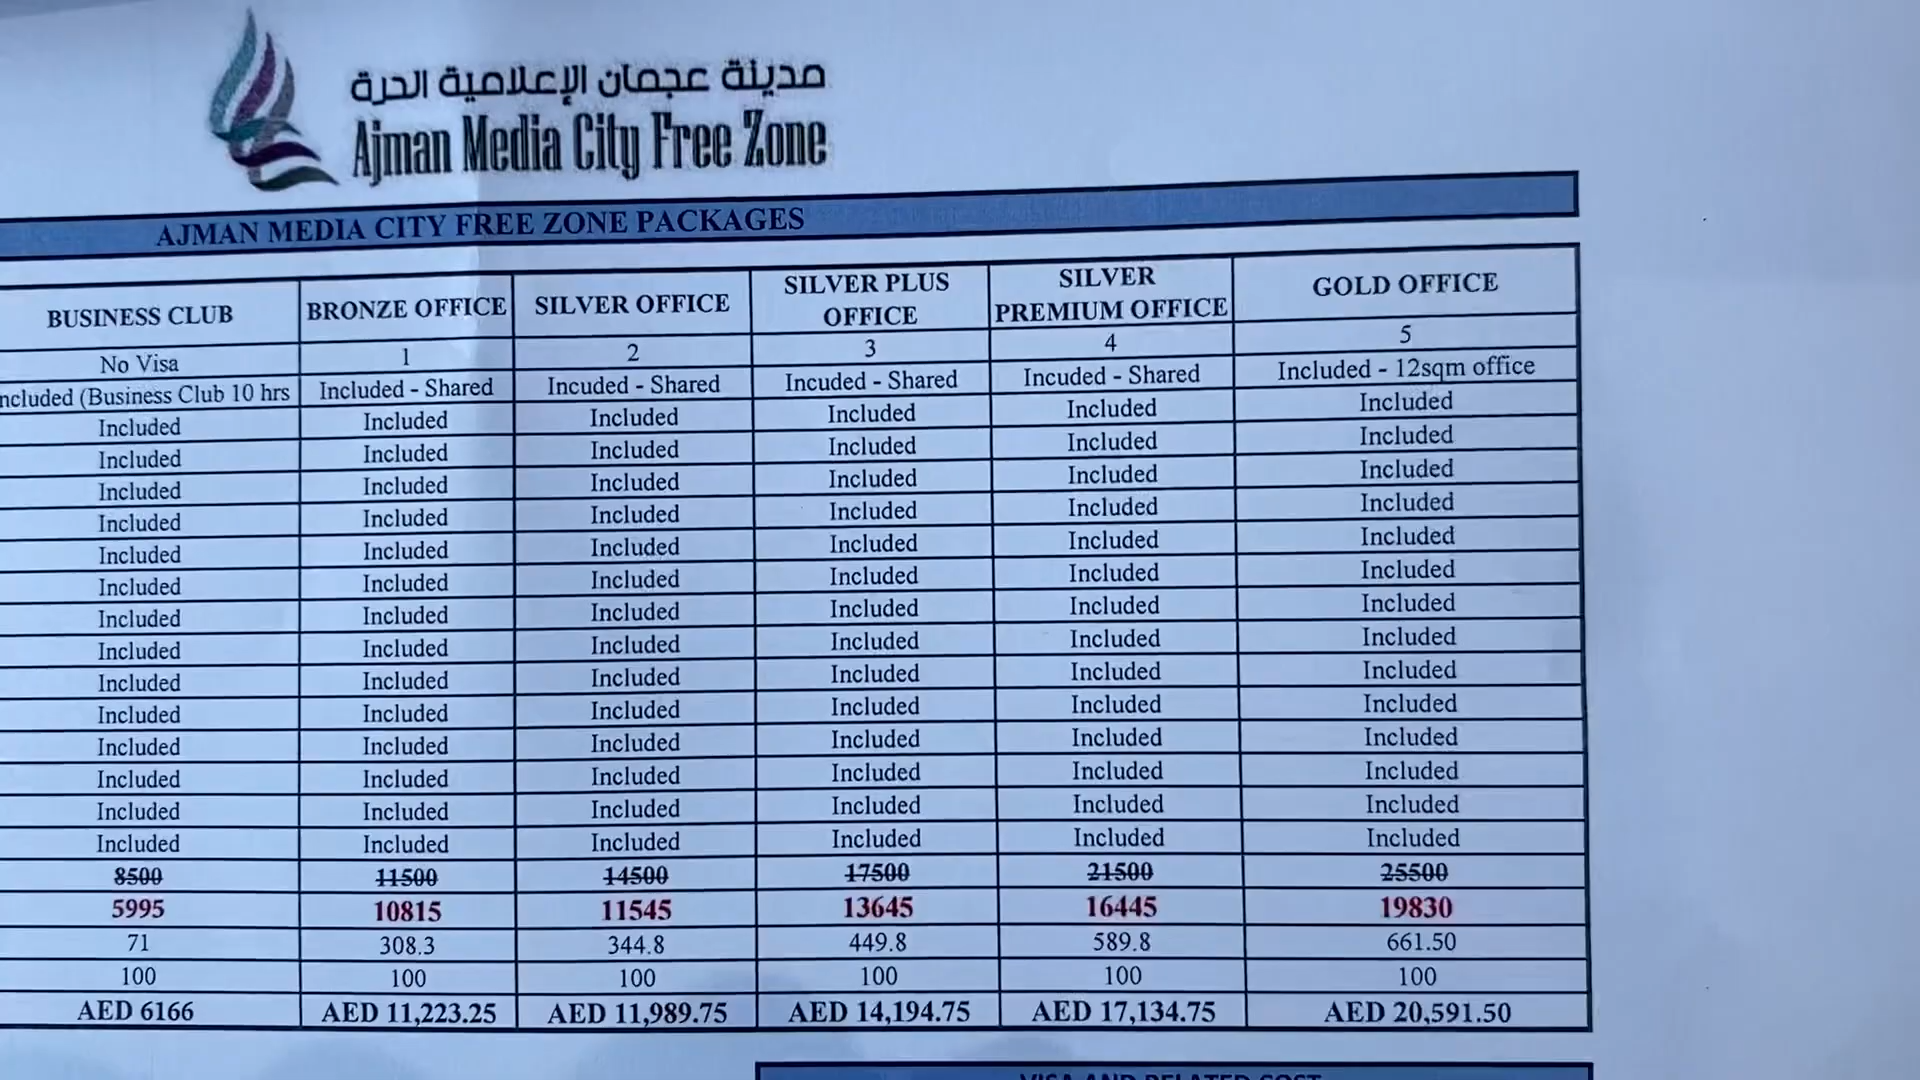 مدينة عجمان الإعلامية الحرة
Ajman Media City Free Zone
AJMAN MEDIA CITY FREE ZONE PACKAGES
BUSINESS CLUB BRONZE OFFICE SILVER OFFICE SILVER PLUS OFFICE SILVER PREMIUM OFFICE GOLD OFFICE
No Visa 1 2 3 4 5
ncluded (Business Club 10 hrs Included - Shared Incuded - Shared Incuded - Shared Incuded - Shared Included - 12sqm office
Included Included Included Included Included Included
Included Included Included Included Included Included
Included Included Included Included Included Included
Included Included Included Included Included Included
Included Included Included Included Included Included
Included Included Included Included Included Included
Included Included Included Included Included Included
Included Included Included Included Included Included
Included Included Included Included Included Included
Included Included Included Included Included Included
Included Included Included Included Included Included
Included Included Included Included Included Included
Included Included Included Included Included Included
Included Included Included Included Included Included
8500 11500 14500 17500 21500 25500
5995 10815 11545 13645 16445 19830
71 308.3 344.8 449.8 589.8 661.50
100 100 100 100 100 100
AED 6166 AED 11,223.25 AED 11,989.75 AED 14,194.75 AED 17,134.75 AED 20,591.50
VISA AND RELATED COST